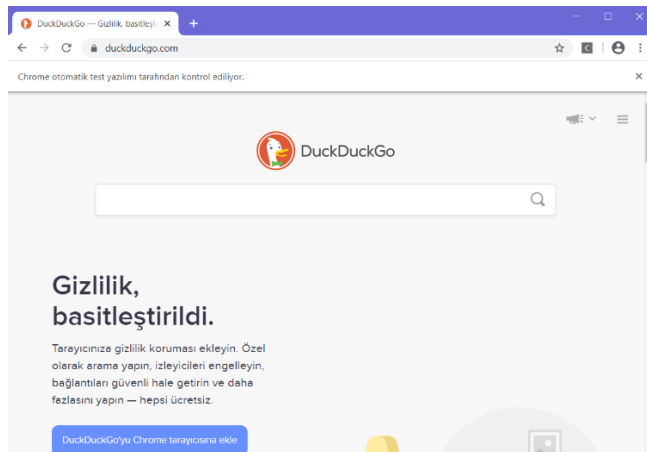 DuckDuckGo — Gizlilik, basitleşti
duckduckgo.com
Chrome otomatik test yazılımı tarafından kontrol ediliyor.
DuckDuckGo
Gizlilik,
basitleştirildi.
Tarayıcınıza gizlilik koruması ekleyin. Özel
olarak arama yapın, izleyicileri engelleyin,
bağlantıları güvenli hale getirin ve daha
fazlasını yapın — hepsi ücretsiz.
DuckDuckGo'yu Chrome tarayıcısına ekle